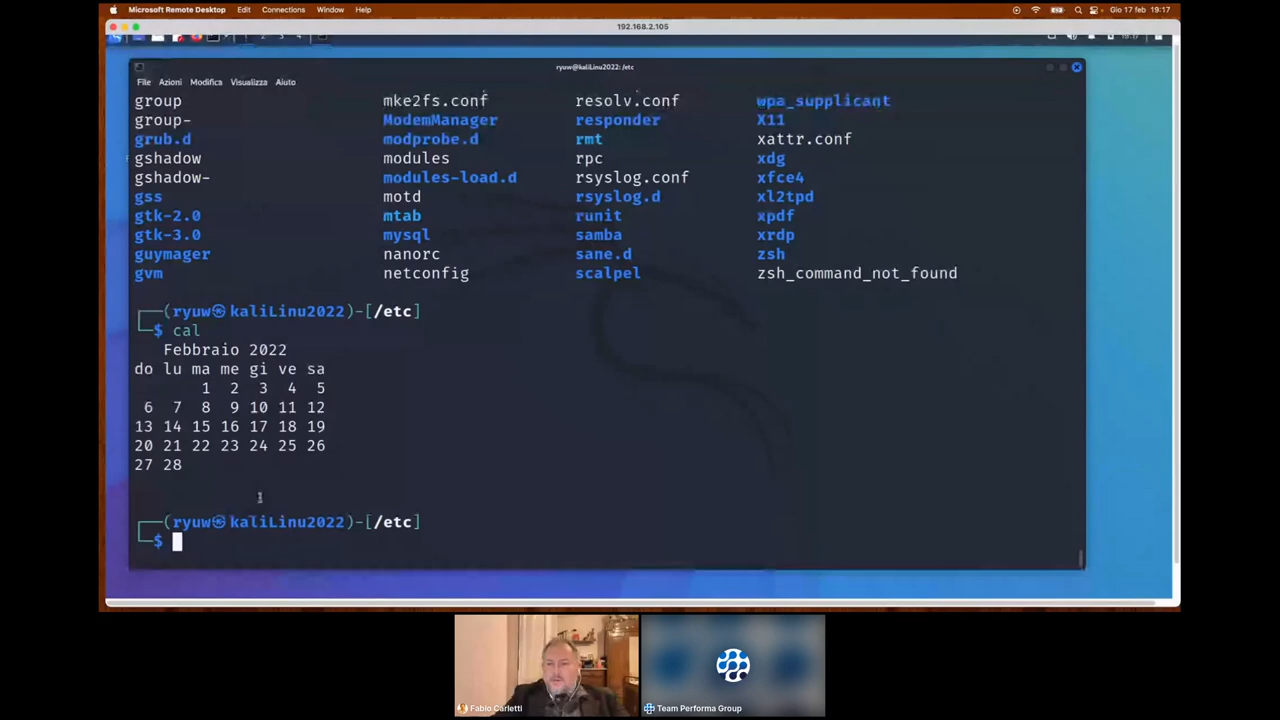 Microsoft Remote Desktop Edit Connections Window Help Gio 17 feb 19:17
192.168.2.105
ryuw@kaliLinu2022: /etc
File Azioni Modifica Visualizza Aiuto
group mke2fs.conf resolv.conf wpa_supplicant
group- ModemManager responder X11
grub.d modprobe.d rmt xattr.conf
gshadow modules rpc xdg
gshadow- modules-load.d rsyslog.conf xfce4
gss motd rsyslog.d xl2tpd
gtk-2.0 mtab runit xpdf
gtk-3.0 mysql samba xrdp
guymager nanorc sane.d zsh
gvm netconfig scalpel zsh_command_not_found
(ryuw㉿kaliLinu2022)-[/etc]
$ cal
Febbraio 2022
do lu ma me gi ve sa
1 2 3 4 5
6 7 8 9 10 11 12
13 14 15 16 17 18 19
20 21 22 23 24 25 26
27 28
(ryuw㉿kaliLinu2022)-[/etc]
$
Fabio Carletti Team Performa Group